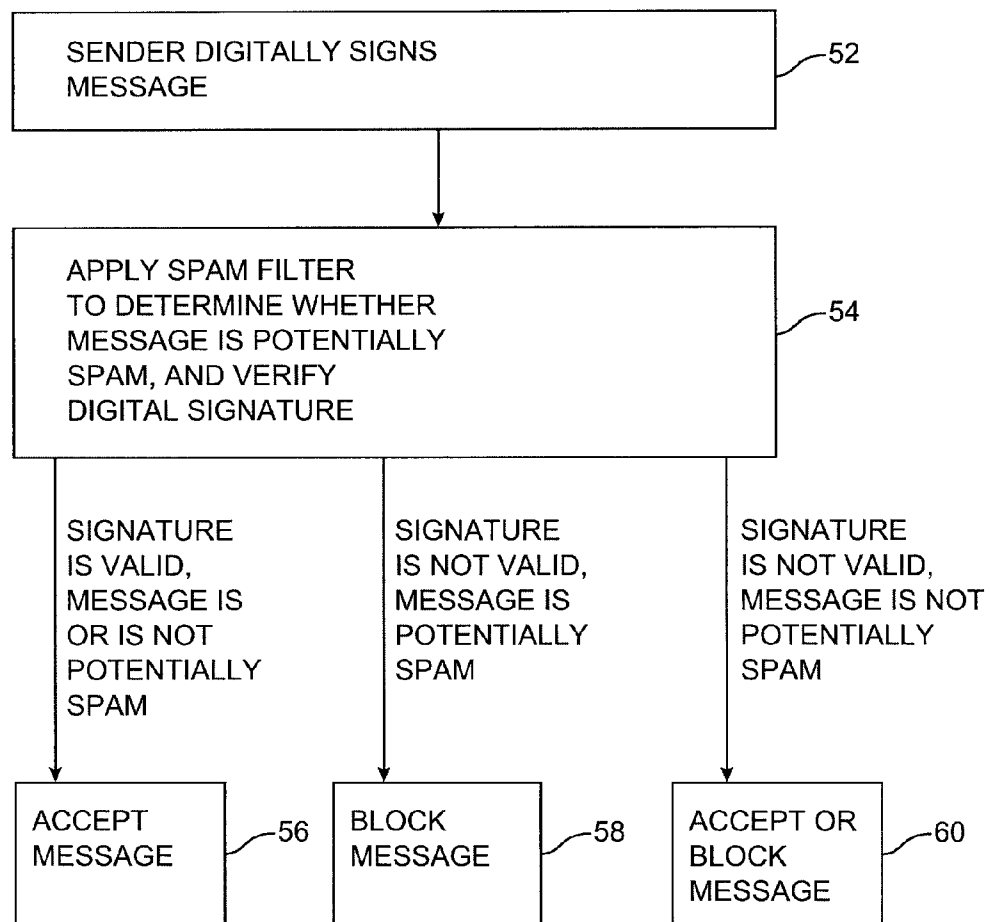 SENDER DIGITALLY SIGNS
MESSAGE
52
APPLY SPAM FILTER
TO DETERMINE WHETHER
MESSAGE IS POTENTIALLY
SPAM, AND VERIFY
DIGITAL SIGNATURE
54
SIGNATURE
IS VALID,
MESSAGE IS
OR IS NOT
POTENTIALLY
SPAM
SIGNATURE
IS NOT VALID,
MESSAGE IS
POTENTIALLY
SPAM
SIGNATURE
IS NOT VALID,
MESSAGE IS NOT
POTENTIALLY
SPAM
ACCEPT
MESSAGE
56
BLOCK
MESSAGE
58
ACCEPT OR
BLOCK
MESSAGE
60